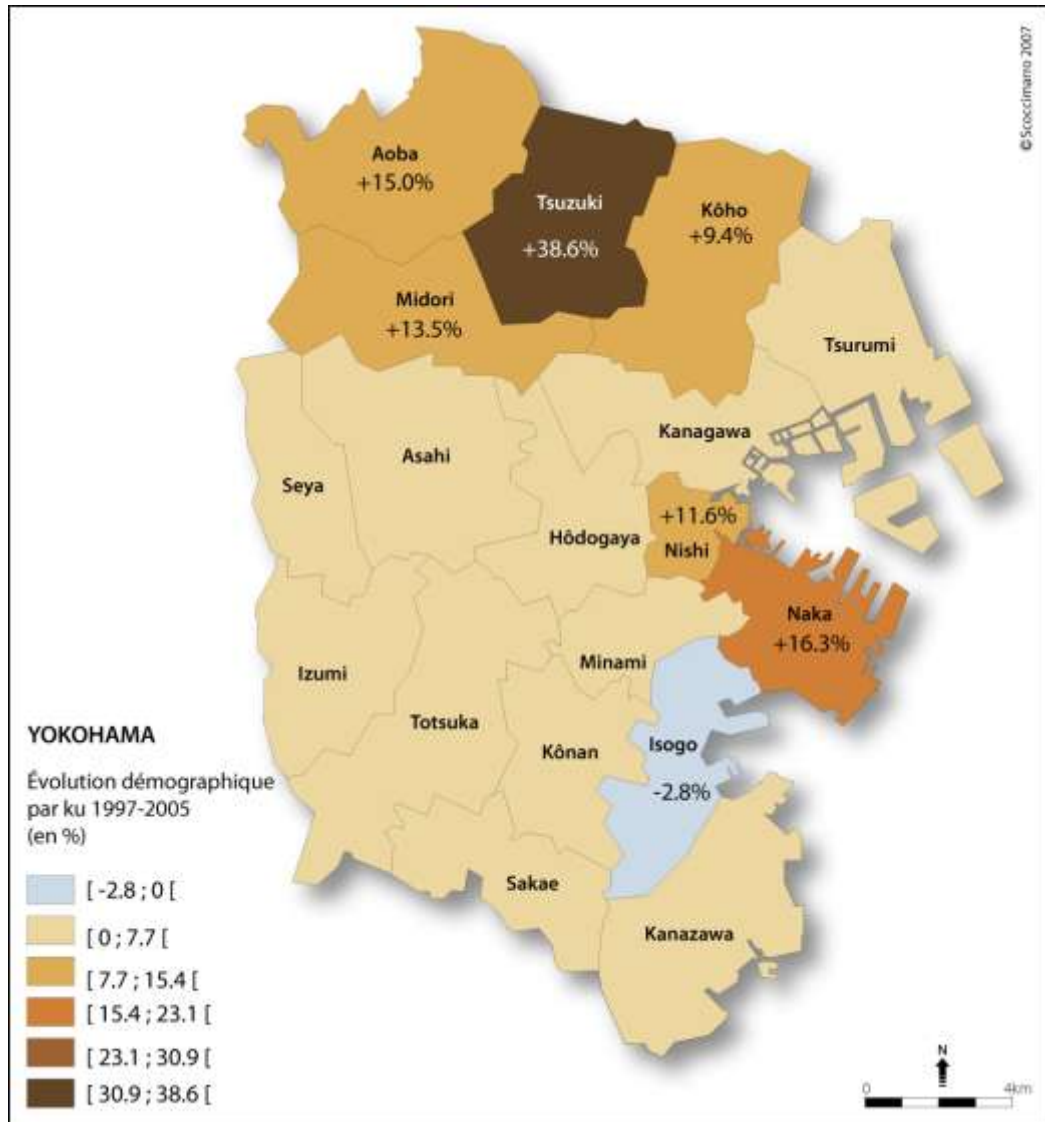 ©Scoccimarro 2007
Aoba
+15.0%
Tsuzuki
+38.6%
Kôho
+9.4%
Midori
+13.5%
Tsurumi
Kanagawa
Asahi
Seya
+11.6%
Nishi
Hôdogaya
Naka
+16.3%
Minami
Izumi
Totsuka
Kônan
Isogo
-2.8%
Sakae
Kanazawa
YOKOHAMA
Évolution démographique
par ku 1997-2005
(en %)
[ -2.8 ; 0 [
[ 0 ; 7.7 [
[ 7.7 ; 15.4 [
[ 15.4 ; 23.1 [
[ 23.1 ; 30.9 [
[ 30.9 ; 38.6 [
N
0 4km